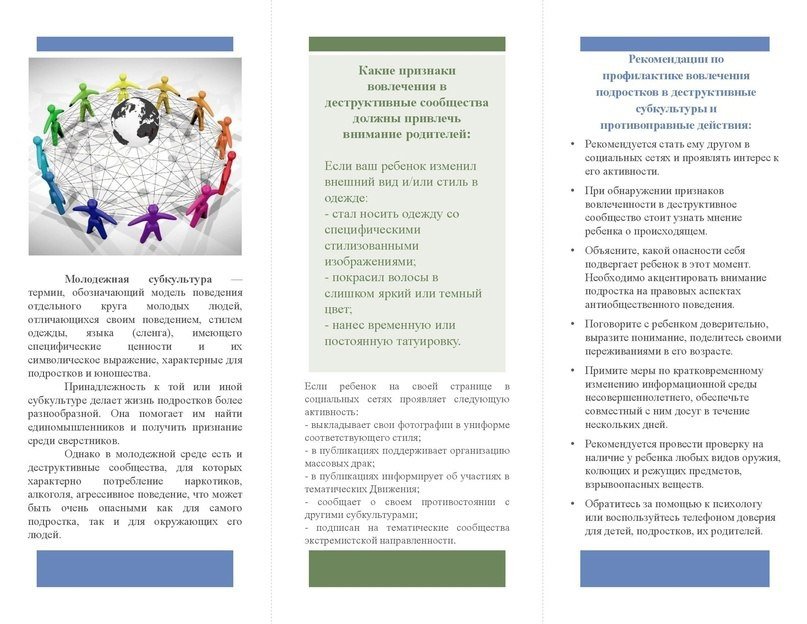 Молодежная субкультура —
термин, обозначающий модель поведения
отдельного круга молодых людей,
отличающихся своим поведением, стилем
одежды, языка (сленга), имеющего
специфические ценности и их
символическое выражение, характерные для
подростков и юношества.
Принадлежность к той или иной
субкультуре делает жизнь подростков более
разнообразной. Она помогает им найти
единомышленников и получить признание
среди сверстников.
Однако в молодежной среде есть и
деструктивные сообщества, для которых
характерно потребление наркотиков,
алкоголя, агрессивное поведение, что может
быть очень опасными как для самого
подростка, так и для окружающих его
людей.
Какие признаки
вовлечения в
деструктивные сообщества
должны привлечь
внимание родителей:
Если ваш ребенок изменил
внешний вид и/или стиль в
одежде:
- стал носить одежду со
специфическими
стилизованными
изображениями;
- покрасил волосы в
слишком яркий или темный
цвет;
- нанес временную или
постоянную татуировку.
Если ребенок на своей странице в
социальных сетях проявляет следующую
активность:
- выкладывает свои фотографии в униформе
соответствующего стиля;
- в публикациях поддерживает организацию
массовых драк;
- в публикациях информирует об участиях в
тематических Движения;
- сообщает о своем противостоянии с
другими субкультурами;
- подписан на тематические сообщества
экстремистской направленности.
Рекомендации по
профилактике вовлечения
подростков в деструктивные
субкультуры и
противонравные действия:
• Рекомендуется стать ему другом в
социальных сетях и проявлять интерес к
его активности.
• При обнаружении признаков
вовлеченности в деструктивное
сообщество стоит узнать мнение
ребенка о происходящем.
• Объясните, какой опасности себя
подвергает ребенок в этот момент.
Необходимо акцентировать внимание
подростка на правовых аспектах
антиобщественного поведения.
• Поговорите с ребенком доверительно,
выразите понимание, поделитесь своими
переживаниями в его возрасте.
• Примите меры по кратковременному
изменению информационной среды
несовершеннолетнего, обеспечьте
совместный с ним досуг в течение
нескольких дней.
• Рекомендуется провести проверку на
наличие у ребенка любых видов оружия,
колющих и режущих предметов,
взрывоопасных веществ.
• Обратитесь за помощью к психологу
или воспользуйтесь телефоном доверия
для детей, подростков, их родителей.